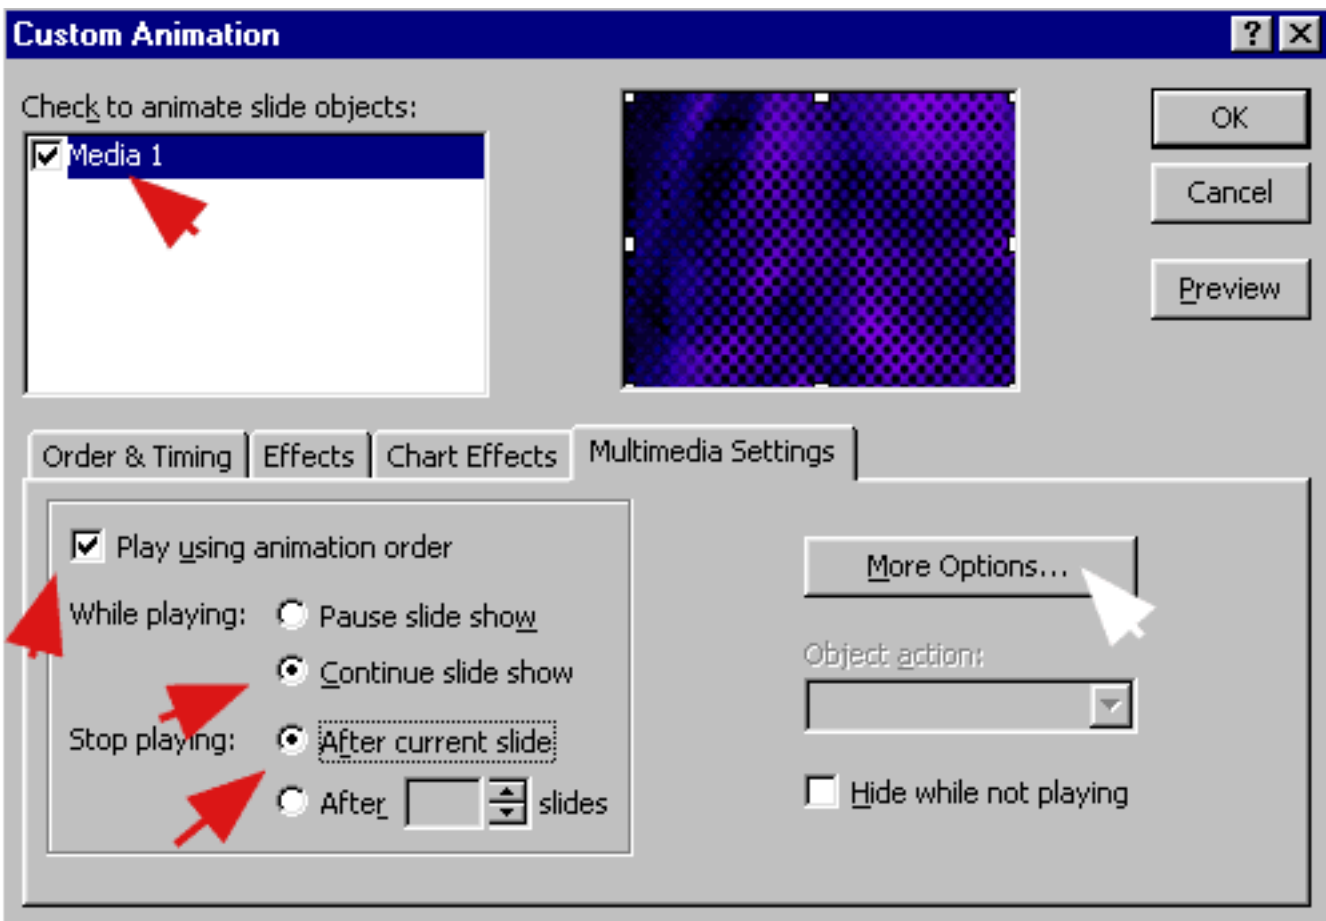 Custom Animation
Check to animate slide objects:
Media 1
OK
Cancel
Preview
Order & Timing Effects Chart Effects Multimedia Settings
Play using animation order
While playing: Pause slide show
Continue slide show
Stop playing: After current slide
After slides
More Options...
Object action:
Hide while not playing